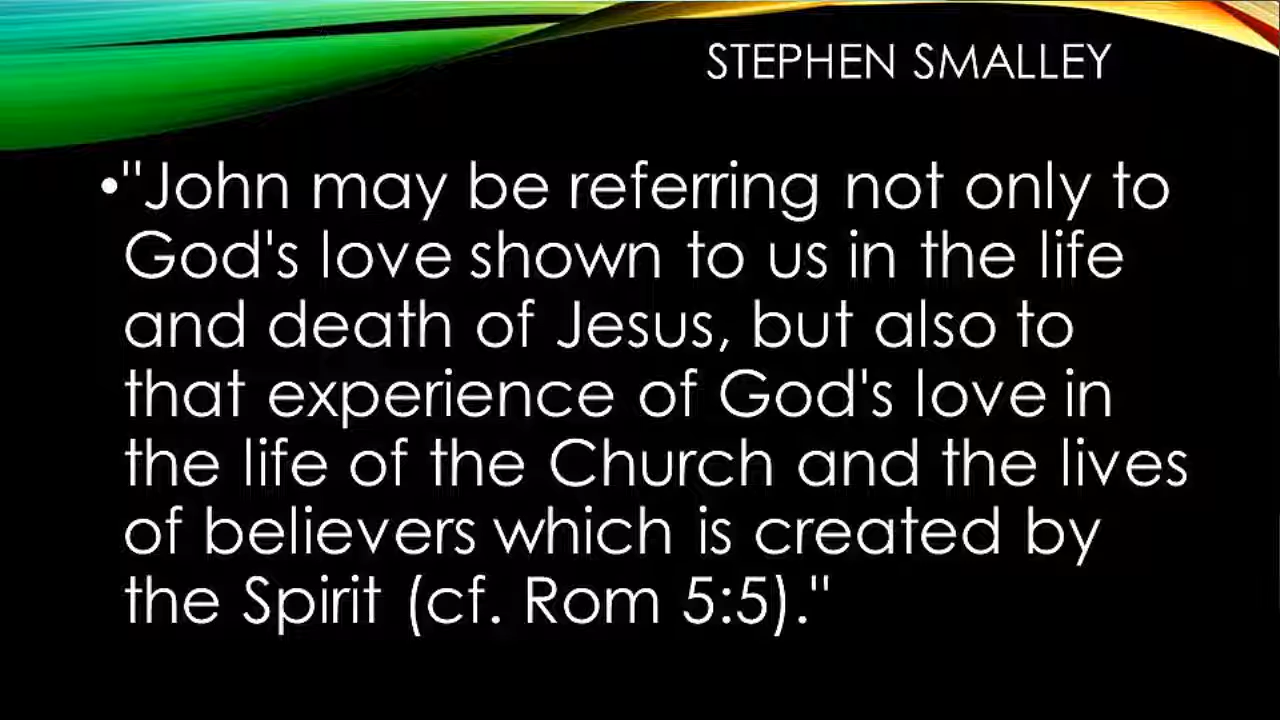 STEPHEN SMALLEY
•"John may be referring not only to
God's love shown to us in the life
and death of Jesus, but also to
that experience of God's love in
the life of the Church and the lives
of believers which is created by
the Spirit (cf. Rom 5:5)."